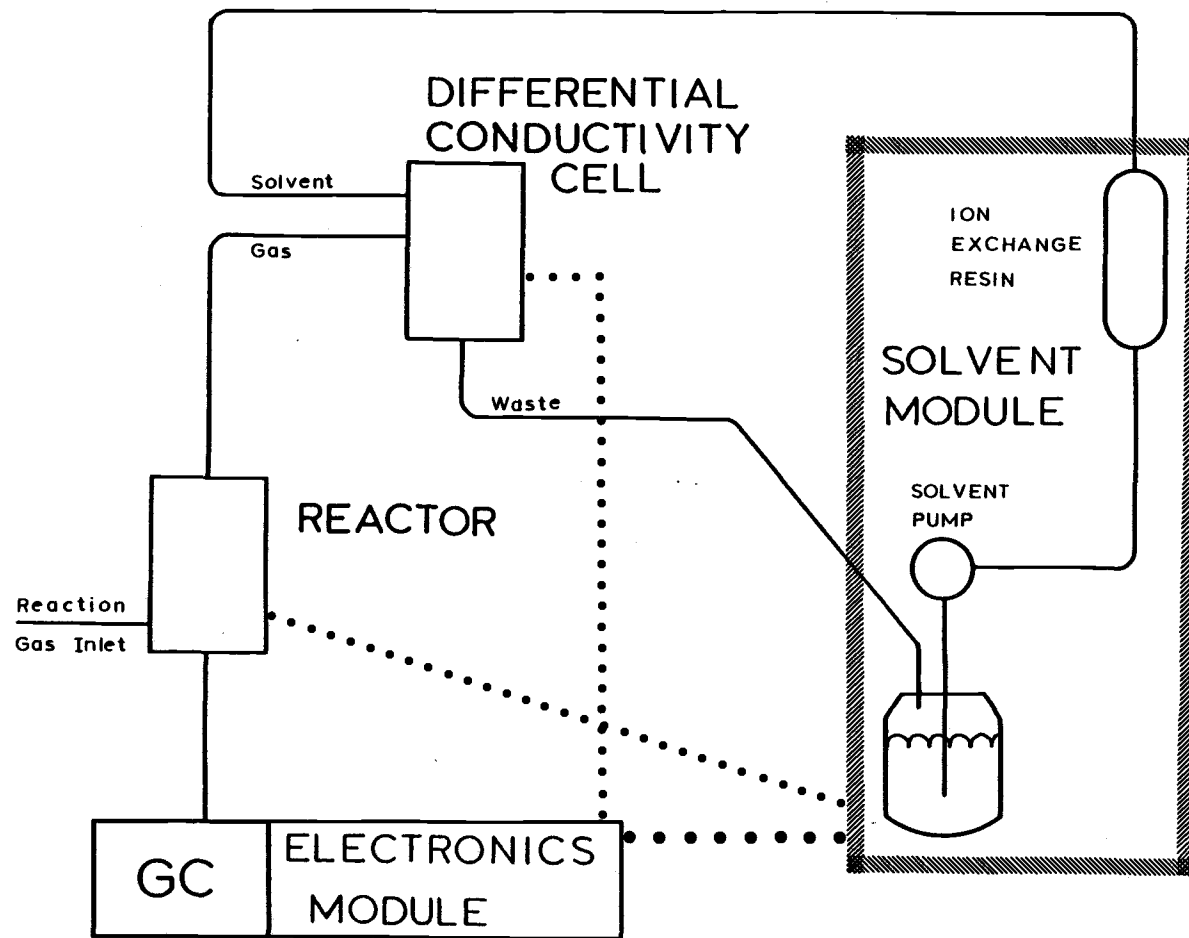 DIFFERENTIAL
CONDUCTIVITY
CELL
Solvent
Gas
ION
EXCHANGE
RESIN
SOLVENT
MODULE
Waste
SOLVENT
PUMP
REACTOR
Reaction
Gas Inlet
GC
ELECTRONICS
MODULE